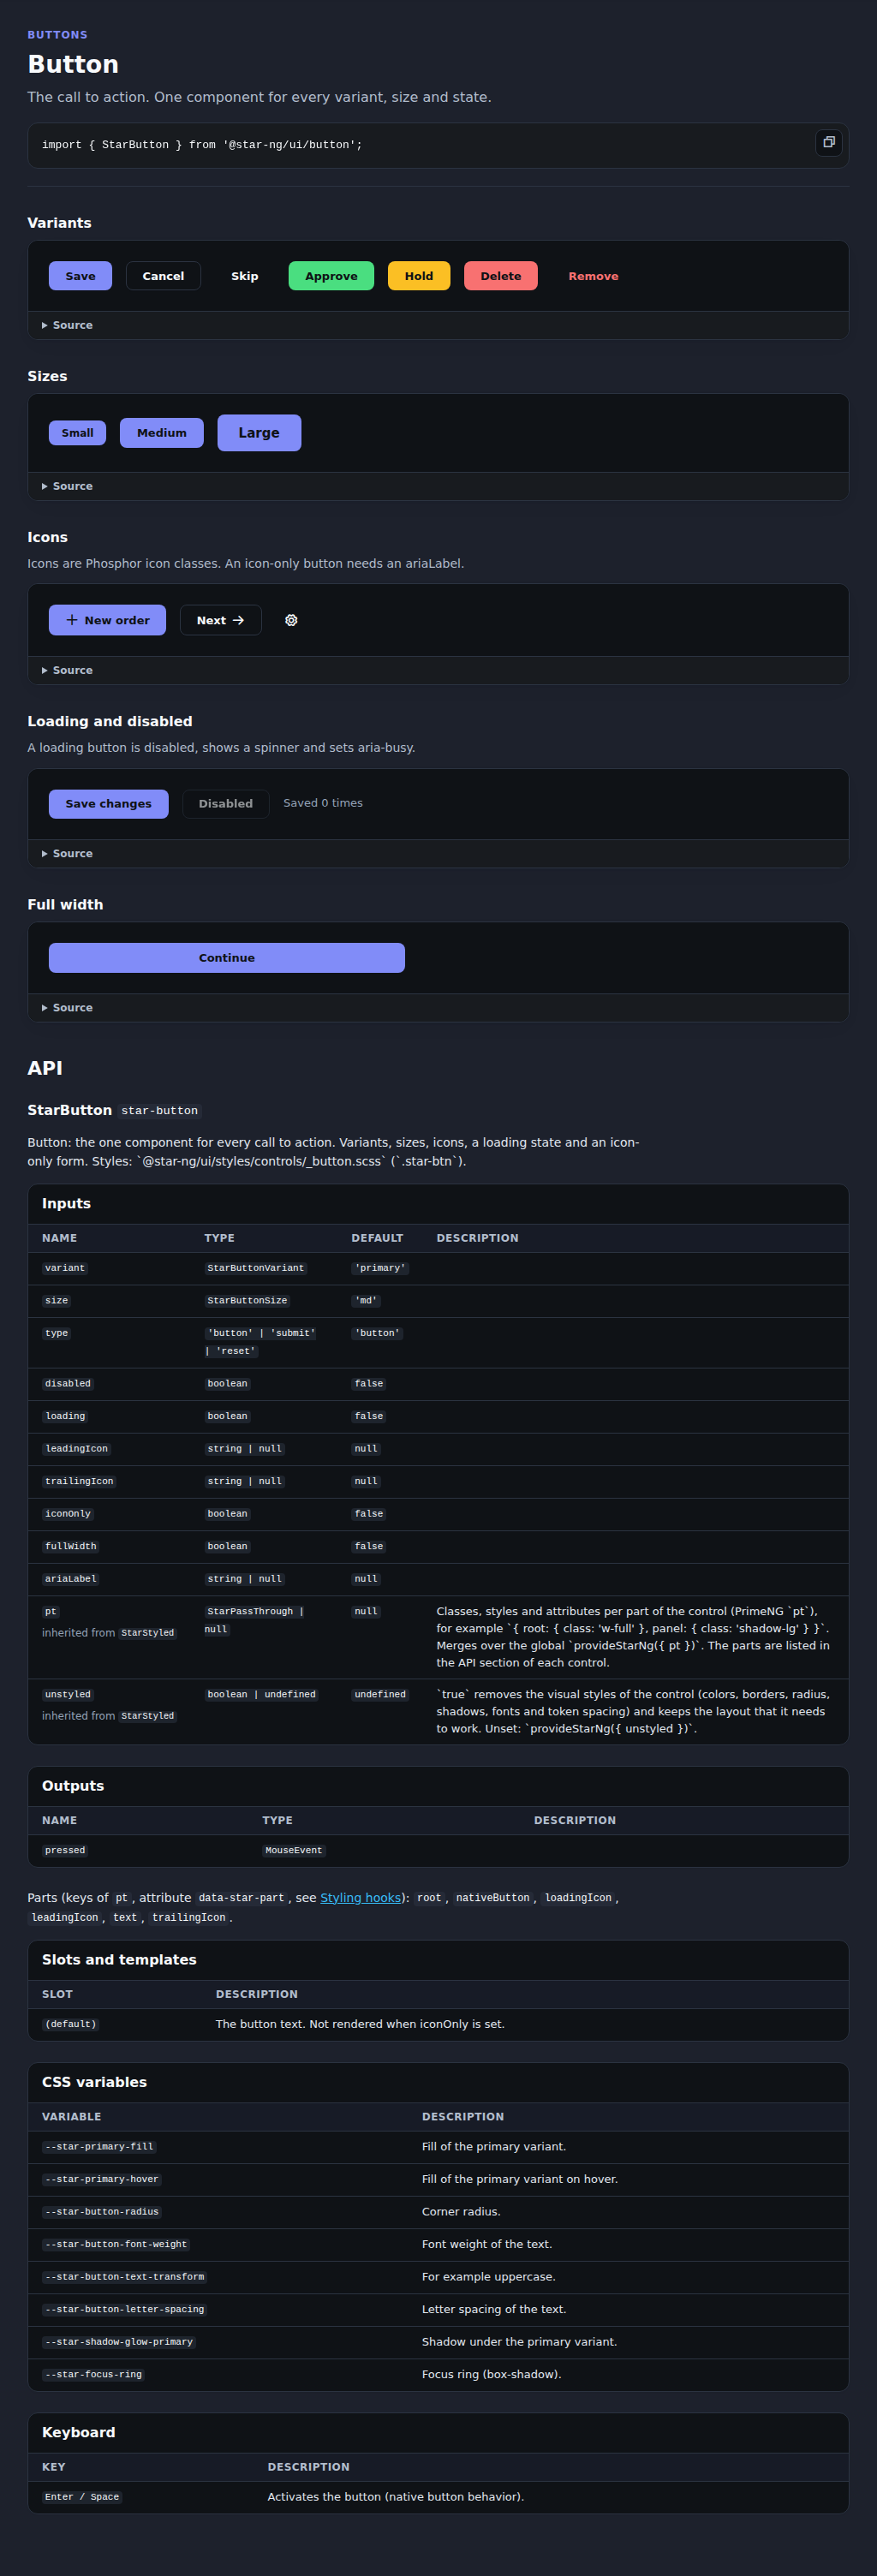 BUTTONS
Button
The call to action. One component for every variant, size and state.
import { StarButton } from '@star-ng/ui/button';
Variants
Save Cancel Skip Approve Hold Delete Remove
Source
Sizes
Small Medium Large
Source
Icons
Icons are Phosphor icon classes. An icon-only button needs an ariaLabel.
New order Next
Source
Loading and disabled
A loading button is disabled, shows a spinner and sets aria-busy.
Save changes Disabled Saved 0 times
Source
Full width
Continue
Source
API
StarButton star-button
Button: the one component for every call to action. Variants, sizes, icons, a loading state and an icon-
only form. Styles: `@star-ng/ui/styles/controls/_button.scss` (`.star-btn`).
Inputs
NAME TYPE DEFAULT DESCRIPTION
variant StarButtonVariant 'primary'
size StarButtonSize 'md'
type 'button' | 'submit' 'button'
| 'reset'
disabled boolean false
loading boolean false
leadingIcon string | null null
trailingIcon string | null null
iconOnly boolean false
fullWidth boolean false
ariaLabel string | null null
pt StarPassThrough | null Classes, styles and attributes per part of the control (PrimeNG `pt`),
null for example `{ root: { class: 'w-full' }, panel: { class: 'shadow-lg' } }`.
inherited from StarStyled Merges over the global `provideStarNg({ pt })`. The parts are listed in
the API section of each control.
unstyled boolean | undefined undefined `true` removes the visual styles of the control (colors, borders, radius,
inherited from StarStyled shadows, fonts and token spacing) and keeps the layout that it needs
to work. Unset: `provideStarNg({ unstyled })`.
Outputs
NAME TYPE DESCRIPTION
pressed MouseEvent
Parts (keys of pt, attribute data-star-part, see Styling hooks): root, nativeButton, loadingIcon,
leadingIcon, text, trailingIcon.
Slots and templates
SLOT DESCRIPTION
(default) The button text. Not rendered when iconOnly is set.
CSS variables
VARIABLE DESCRIPTION
--star-primary-fill Fill of the primary variant.
--star-primary-hover Fill of the primary variant on hover.
--star-button-radius Corner radius.
--star-button-font-weight Font weight of the text.
--star-button-text-transform For example uppercase.
--star-button-letter-spacing Letter spacing of the text.
--star-shadow-glow-primary Shadow under the primary variant.
--star-focus-ring Focus ring (box-shadow).
Keyboard
KEY DESCRIPTION
Enter / Space Activates the button (native button behavior).